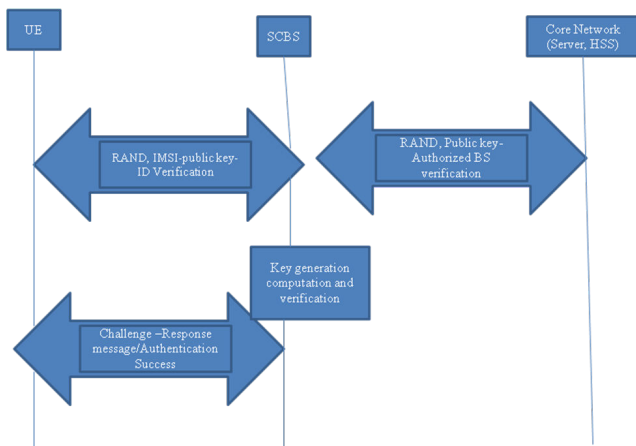 UE
SCBS
Core Network
(Server, HSS)
RAND, IMSI-public key-
ID Verification
RAND, Public key-
Authorized BS
verification
Key generation
computation and
verification
Challenge –Response
message/Authentication
Success